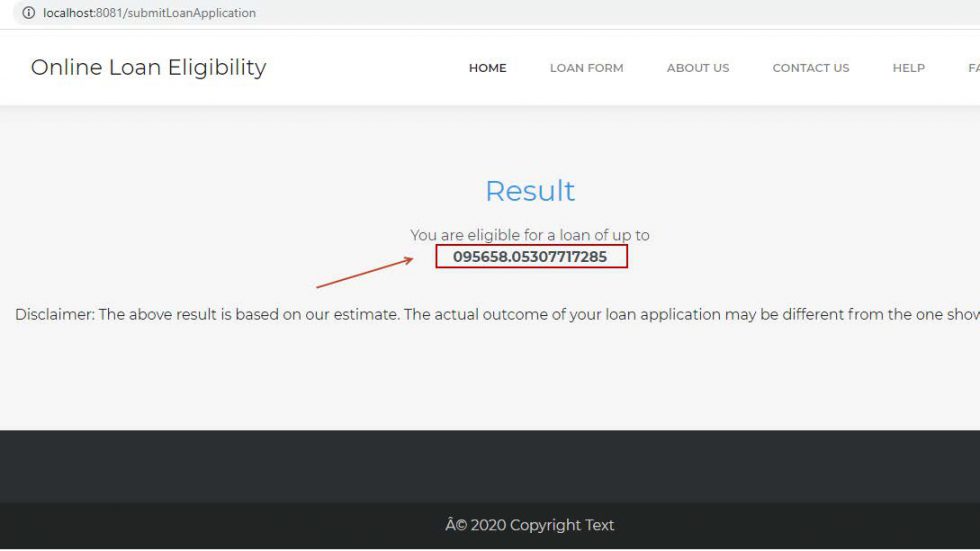 localhost:8081/submitLoanApplication
Online Loan Eligibility HOME LOAN FORM ABOUT US CONTACT US HELP
Result
You are eligible for a loan of up to
095658.05307717285
Disclaimer: The above result is based on our estimate. The actual outcome of your loan application may be different from the one
Â© 2020 Copyright Text